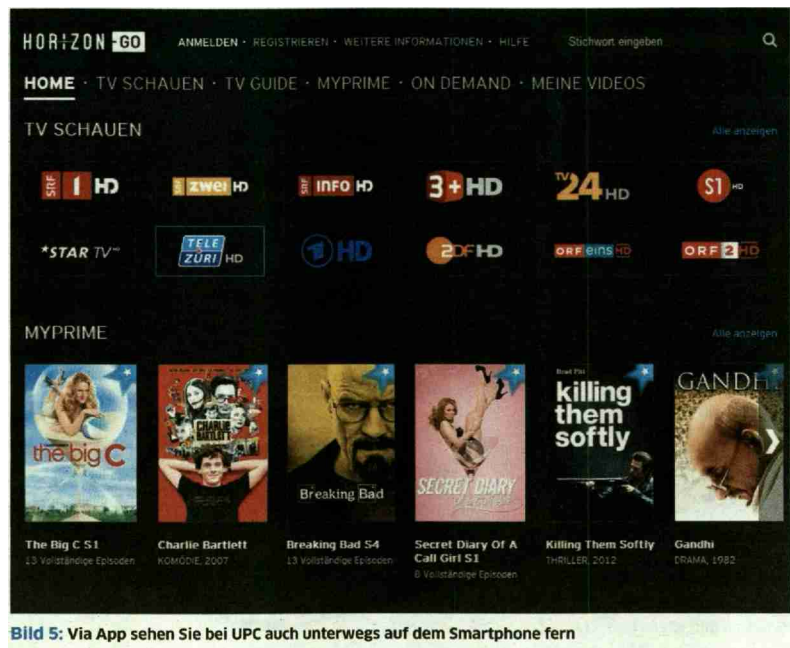 HORIZON GO
ANMELDEN · REGISTRIEREN · WEITERE INFORMATIONEN · HILFE
Stichwort eingeben
HOME · TV SCHAUEN · TV GUIDE · MYPRIME · ON DEMAND · MEINE VIDEOS
TV SCHAUEN
Alle anzeigen
SRF 1 HD
SRF zwei HD
SRF info HD
3+ HD
TV24 HD
S1 HD
*STAR TV HD
TELE ZÜRI HD
1 HD
ZDF HD
ORF eins HD
ORF 2 HD
MYPRIME
Alle anzeigen
the big C
CHARLIE BARTLETT
Breaking Bad
SECRET DIARY
Brad Pitt
killing
them
softly
GANDHI
The Big C S1
13 Vollständige Episoden
Charlie Bartlett
KOMÖDIE, 2007
Breaking Bad S4
13 Vollständige Episoden
Secret Diary Of A
Call Girl S1
8 Vollständige Episoden
Killing Them Softly
THRILLER, 2012
Gandhi
DRAMA, 1982
Bild 5: Via App sehen Sie bei UPC auch unterwegs auf dem Smartphone fern